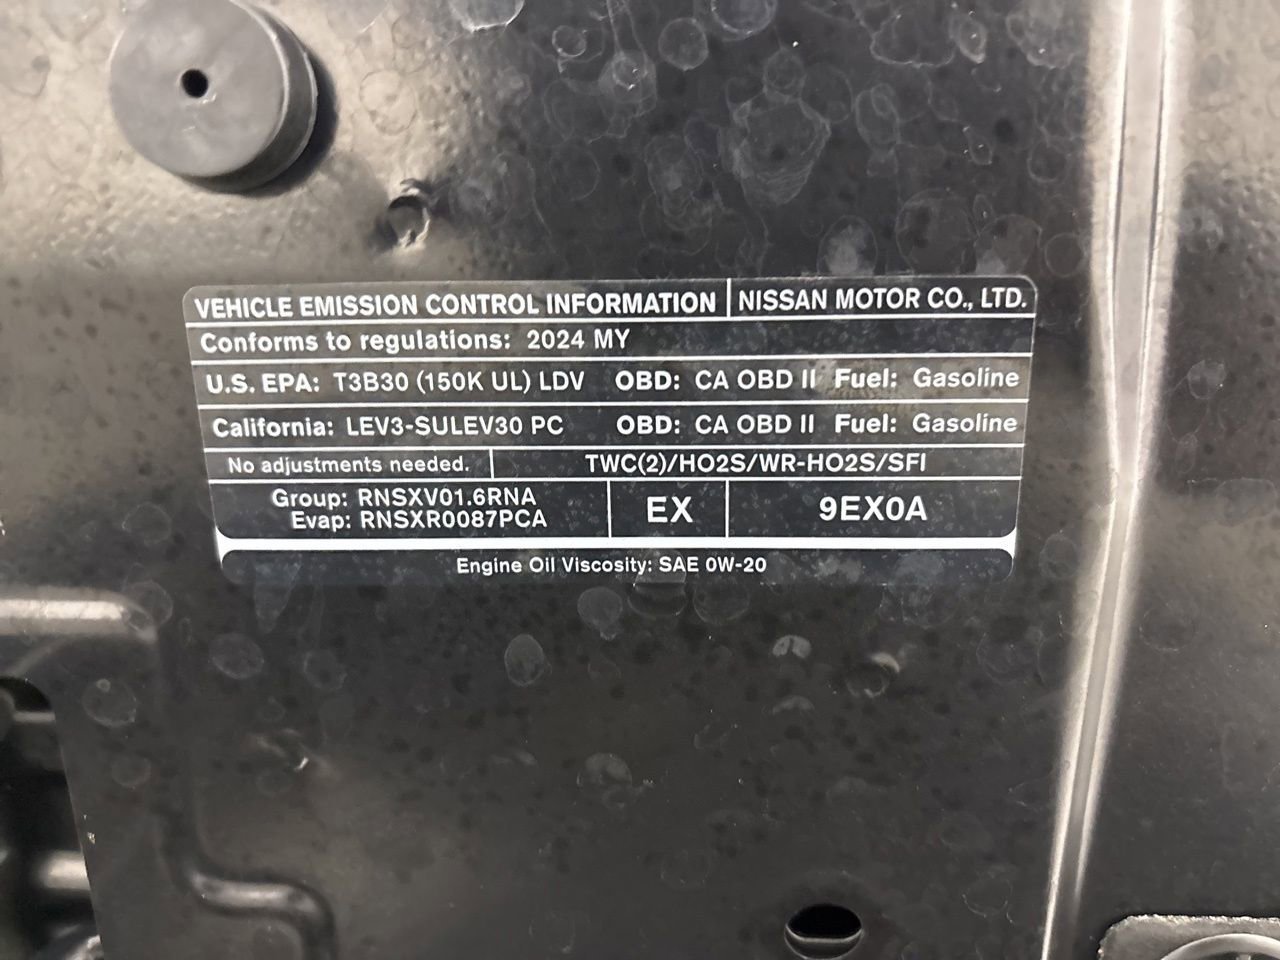 VEHICLE EMISSION CONTROL INFORMATION NISSAN MOTOR CO., LTD.
Conforms to regulations: 2024 MY
U.S. EPA: T3B30 (150K UL) LDV OBD: CA OBD II Fuel: Gasoline
California: LEV3-SULEV30 PC OBD: CA OBD II Fuel: Gasoline
No adjustments needed. TWC(2)/HO2S/WR-HO2S/SFI
Group: RNSXV01.6RNA
Evap: RNSXR0087PCA
EX
9EX0A
Engine Oil Viscosity: SAE 0W-20